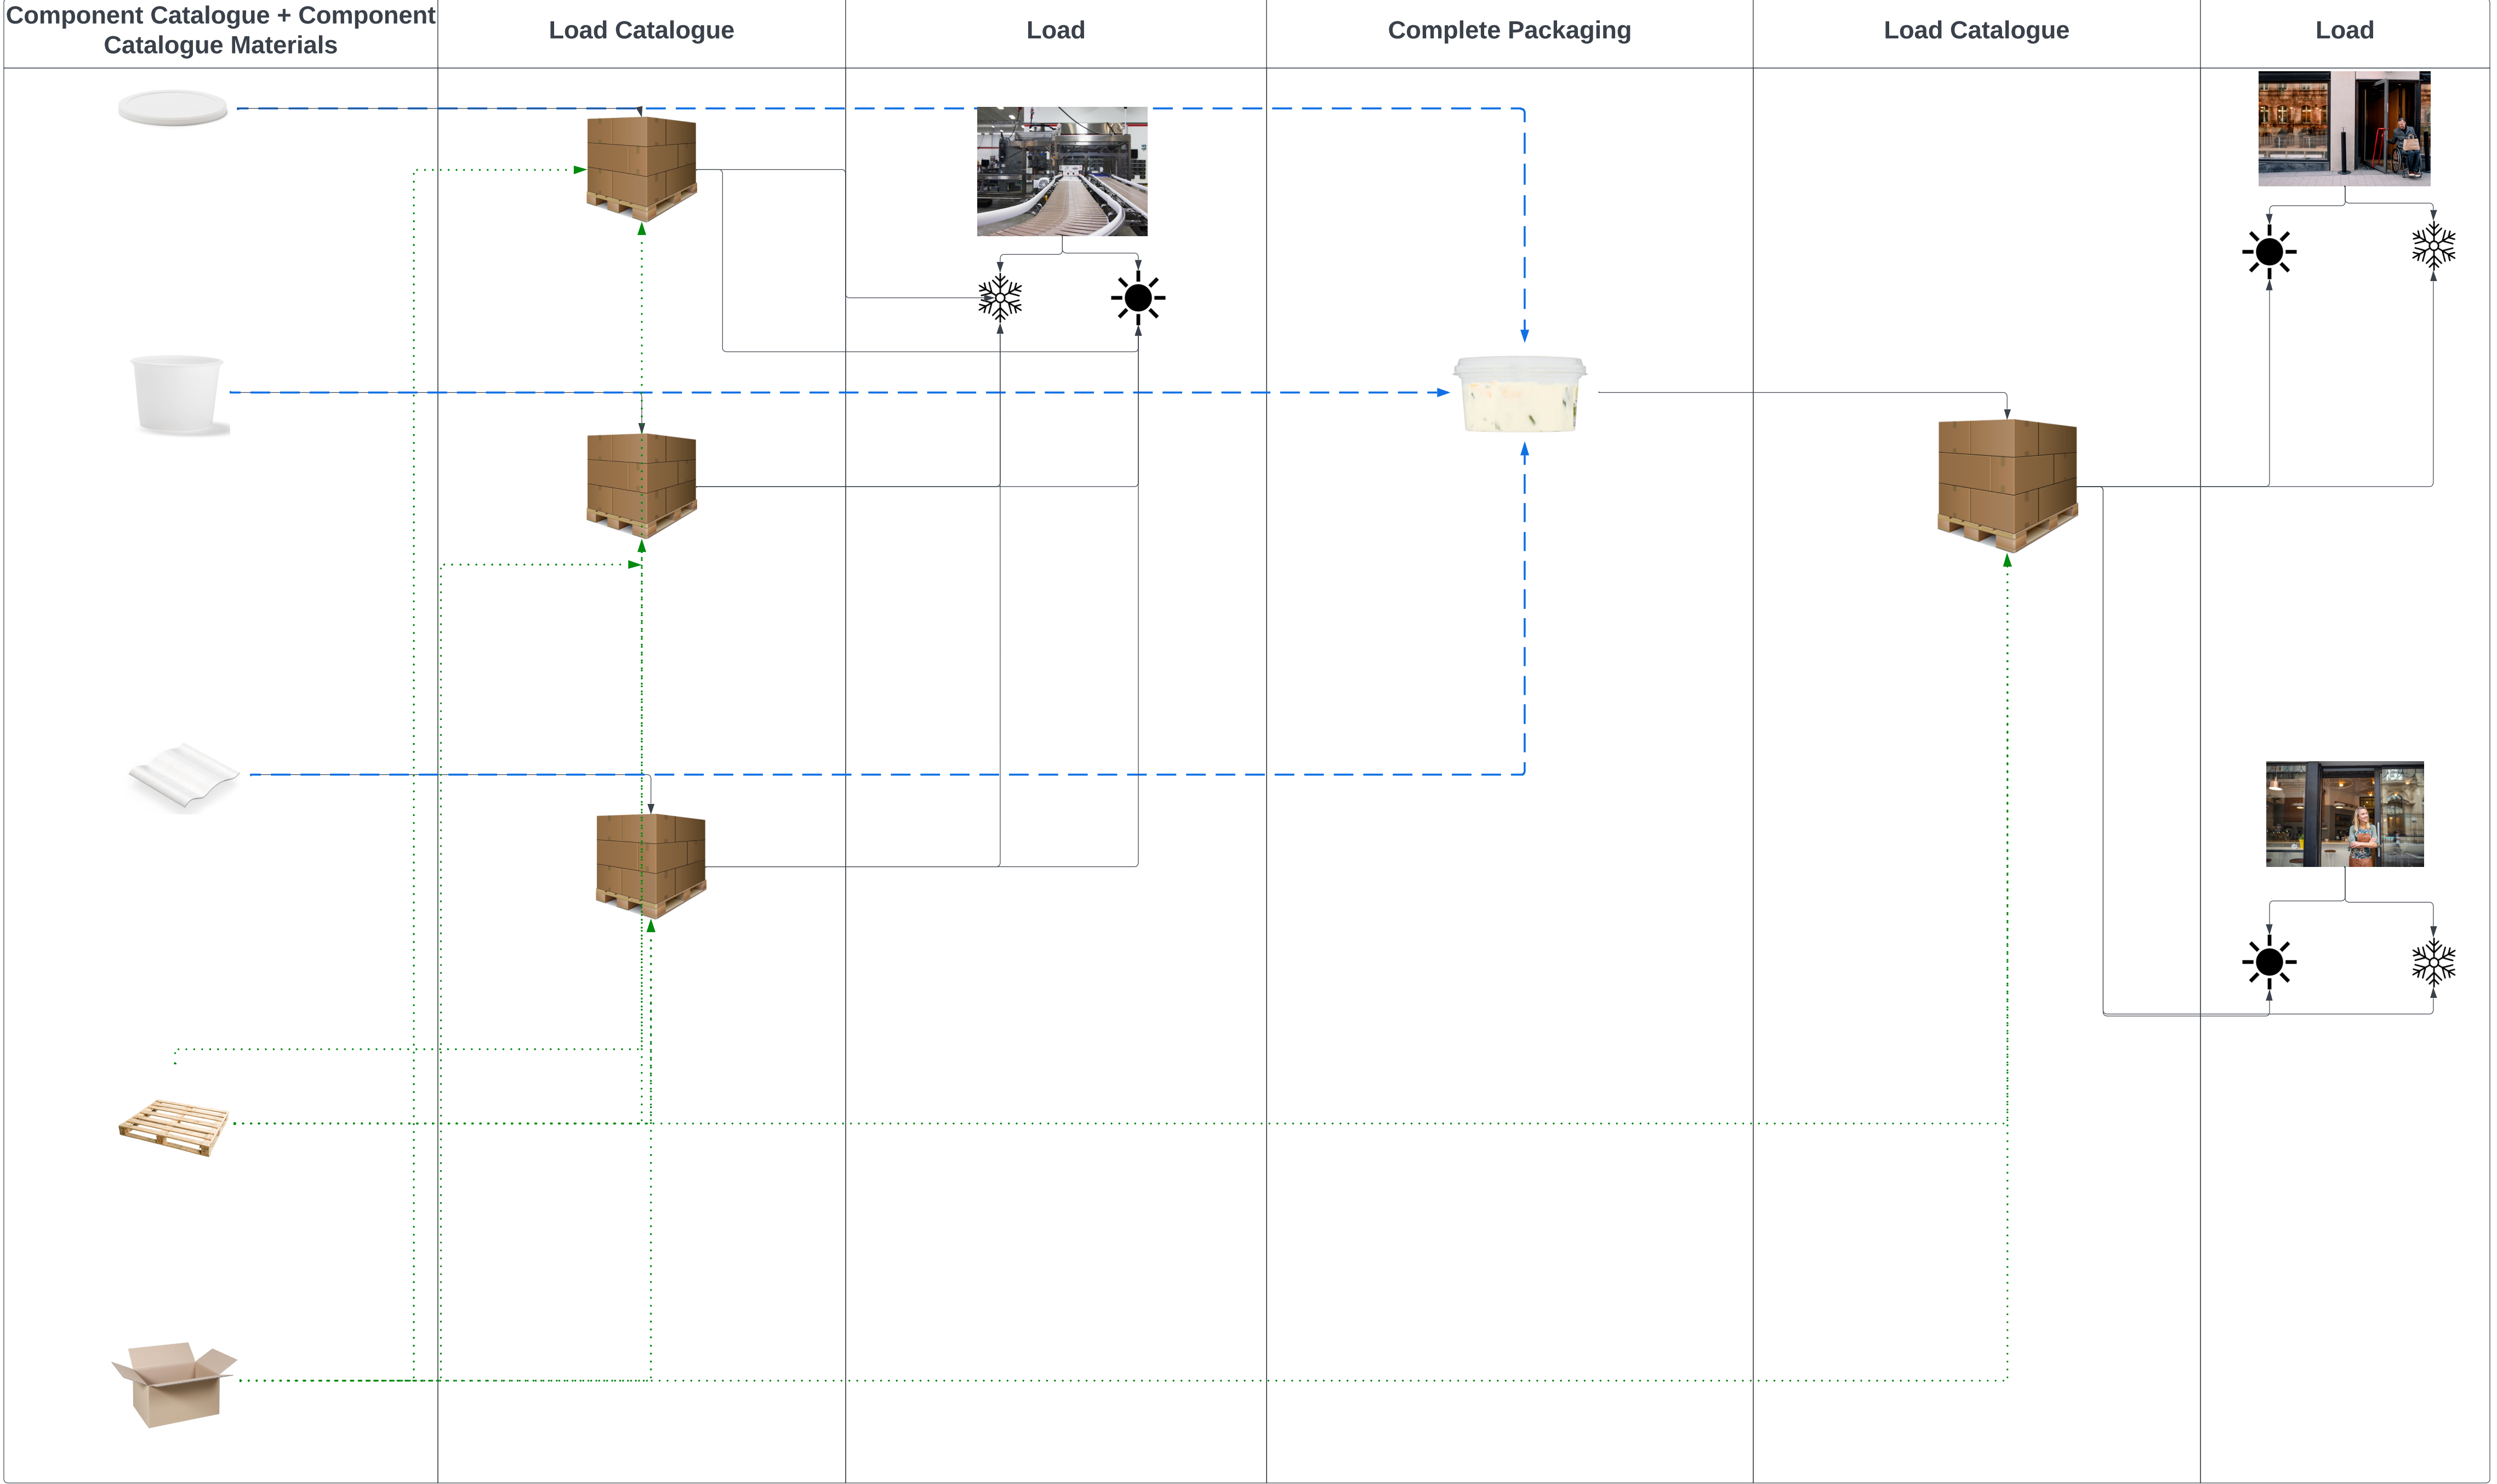 Component Catalogue + Component
Catalogue Materials
Load Catalogue
Load
Complete Packaging
Load Catalogue
Load